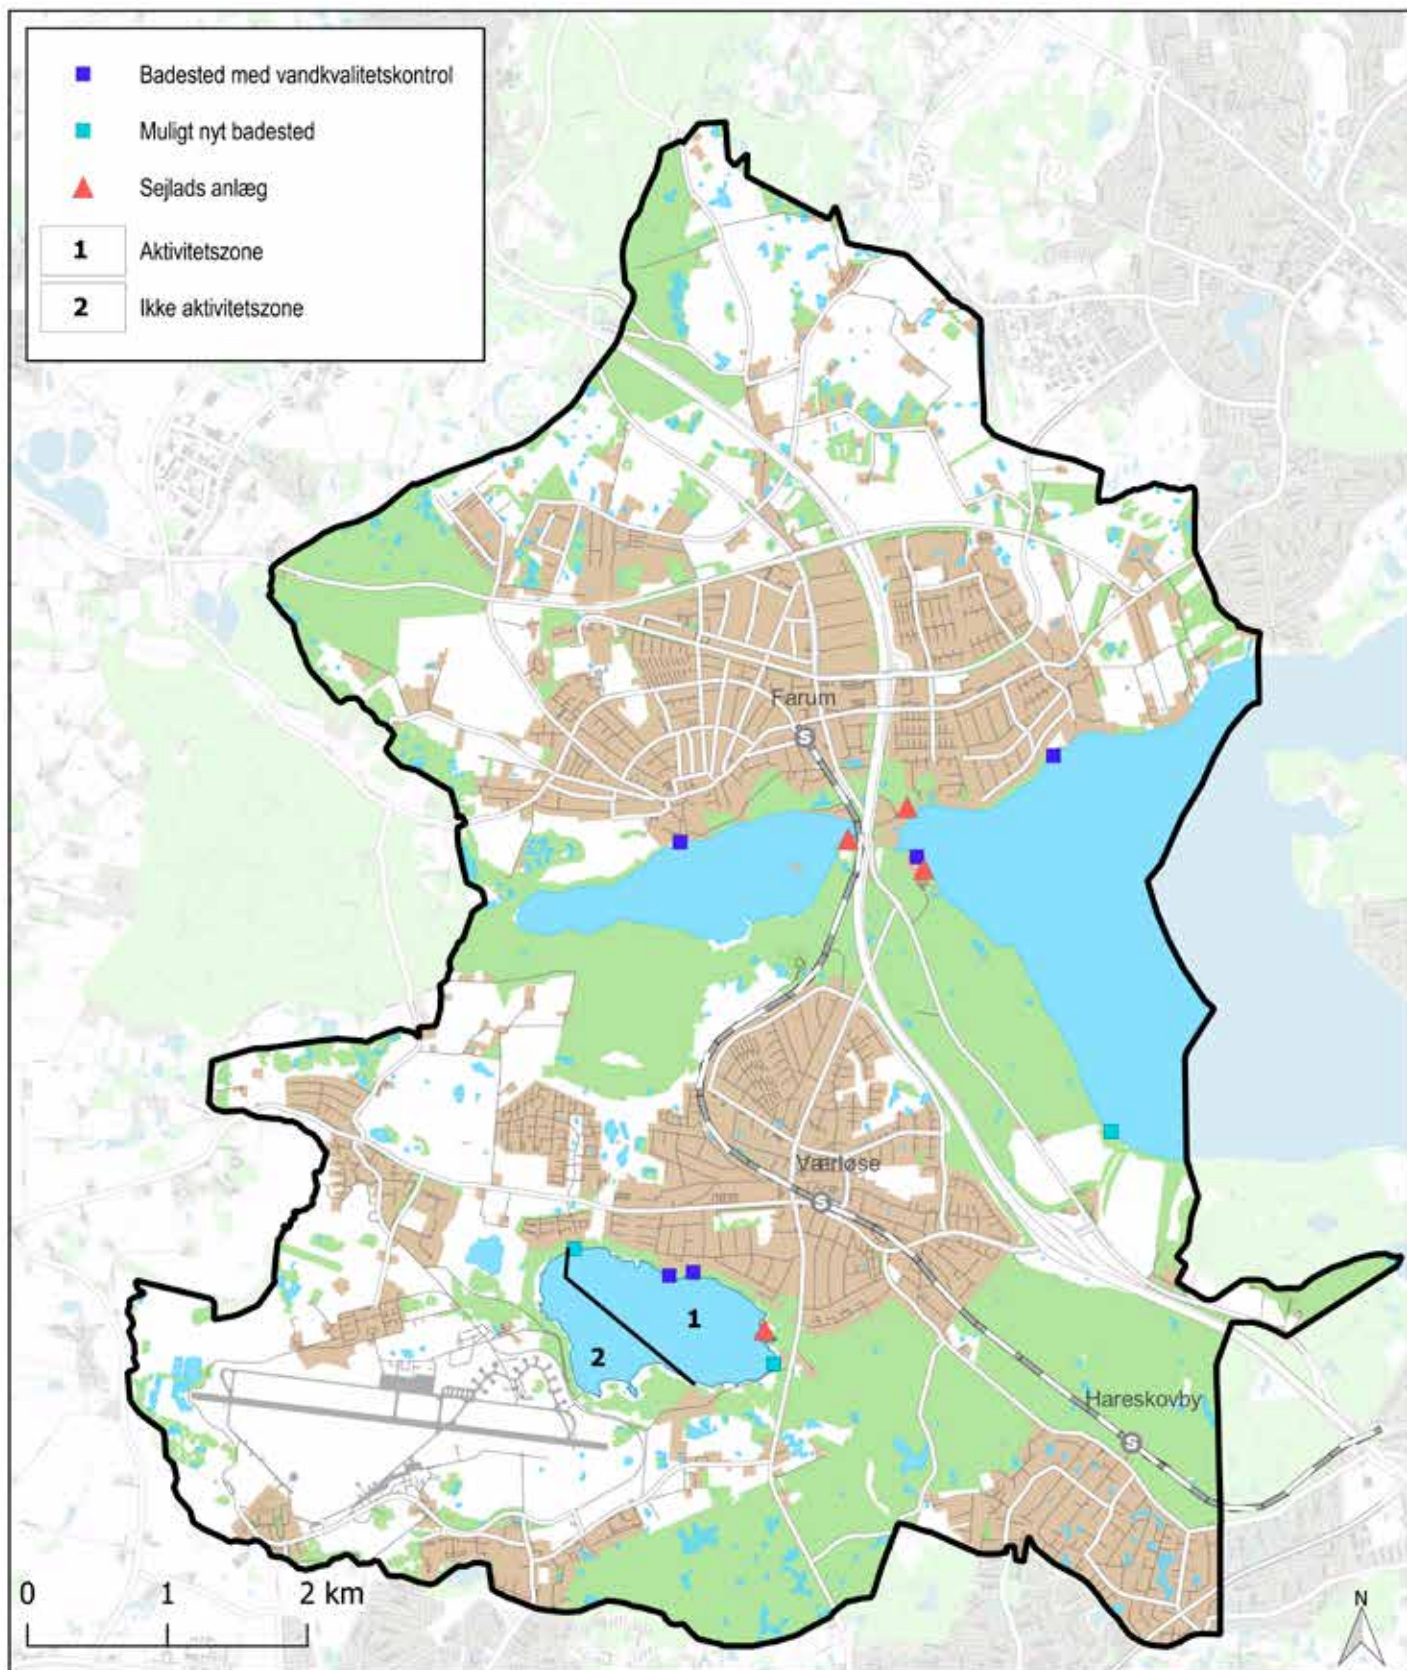 Badested med vandkvalitetskontrol
Muligt nyt badested
Sejlads anlæg
1 Aktivitetszone
2 Ikke aktivitetszone
Farum
S
Værløse
S
1
2
Hareskovby
S
0 1 2 km
N